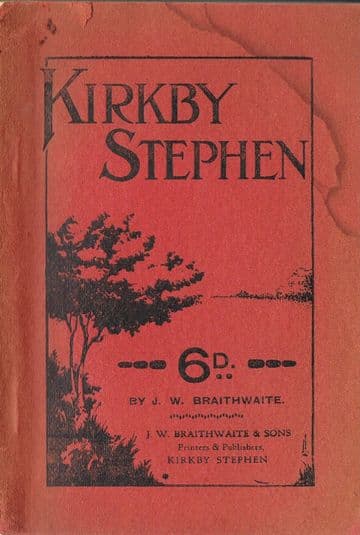 KIRKBY
STEPHEN
6D.
BY J. W. BRAITHWAITE.
J. W. BRAITHWAITE & SONS
Printers & Publishers,
KIRKBY STEPHEN